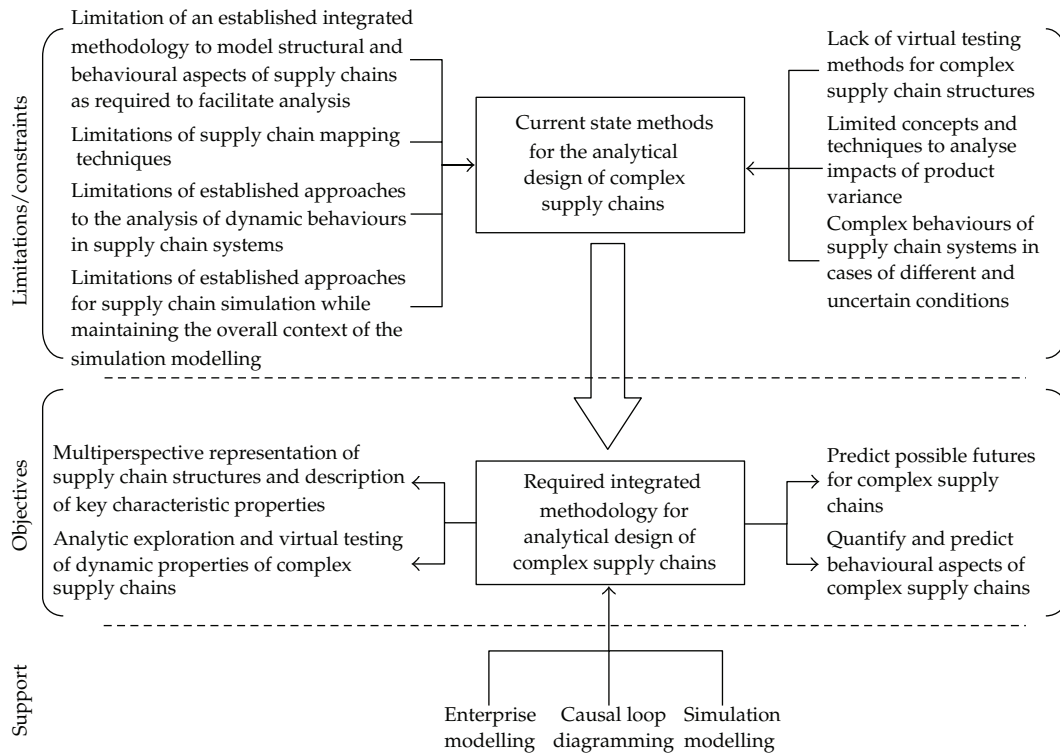 Limitations/constraints
Limitation of an established integrated
methodology to model structural and
behavioural aspects of supply chains
as required to facilitate analysis
Limitations of supply chain mapping
techniques
Limitations of established approaches
to the analysis of dynamic behaviours
in supply chain systems
Limitations of established approaches
for supply chain simulation while
maintaining the overall context of the
simulation modelling
Current state methods
for the analytical
design of complex
supply chains
Lack of virtual testing
methods for complex
supply chain structures
Limited concepts and
techniques to analyse
impacts of product
variance
Complex behaviours of
supply chain systems in
cases of different and
uncertain conditions
Objectives
Multiperspective representation of
supply chain structures and description
of key characteristic properties
Analytic exploration and virtual testing
of dynamic properties of complex
supply chains
Required integrated
methodology for
analytical design of
complex supply chains
Predict possible futures
for complex supply
chains
Quantify and predict
behavioural aspects of
complex supply chains
Support
Enterprise
modelling
Causal loop
diagramming
Simulation
modelling